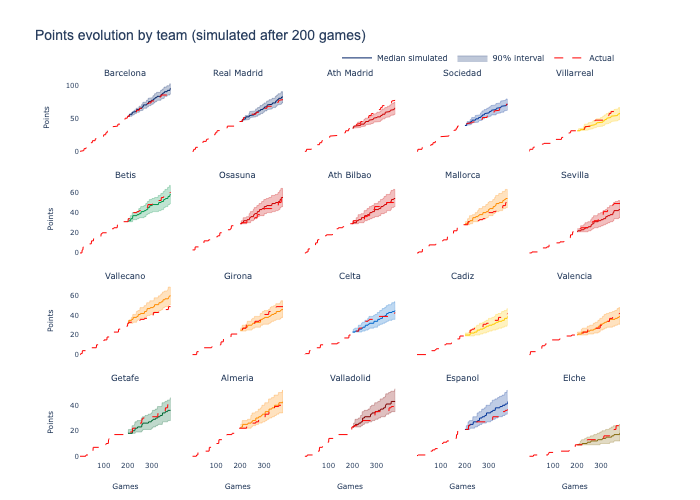 Points evolution by team (simulated after 200 games)
Median simulated 90% interval Actual
Barcelona Real Madrid Ath Madrid Sociedad Villarreal
100
50
0
Points
Betis Osasuna Ath Bilbao Mallorca Sevilla
60
40
20
0
Points
Vallecano Girona Celta Cadiz Valencia
60
40
20
0
Points
Getafe Almeria Valladolid Espanol Elche
40
20
0
Points
100 200 300 100 200 300 100 200 300 100 200 300 100 200 300
Games Games Games Games Games